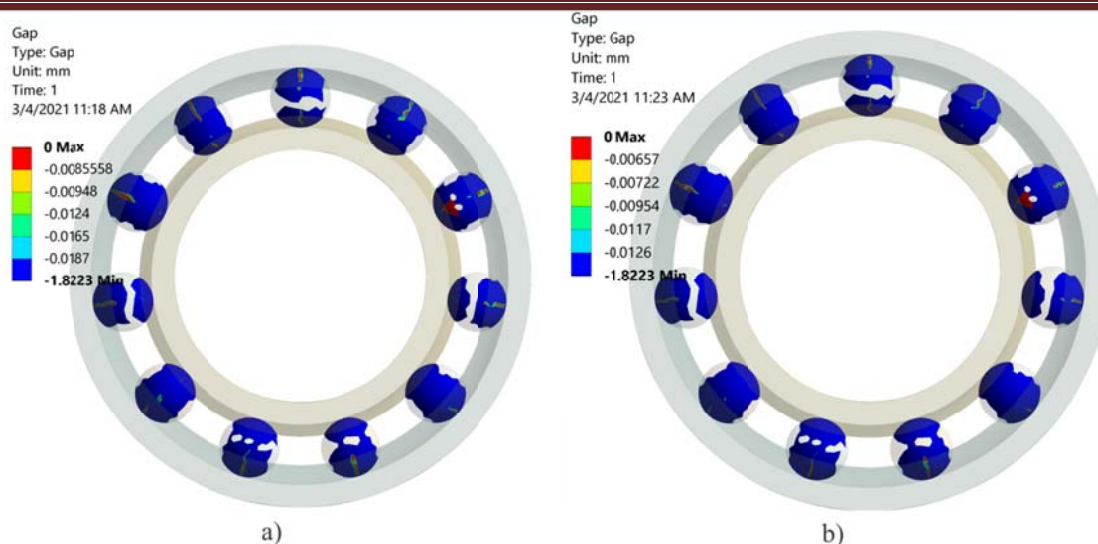 Gap
Type: Gap
Unit: mm
Time: 1
3/4/2021 11:18 AM
0 Max
-0.0085558
-0.00948
-0.0124
-0.0165
-0.0187
-1.8223 Min
a)
Gap
Type: Gap
Unit: mm
Time: 1
3/4/2021 11:23 AM
0 Max
-0.00657
-0.00722
-0.00954
-0.0117
-0.0126
-1.8223 Min
b)